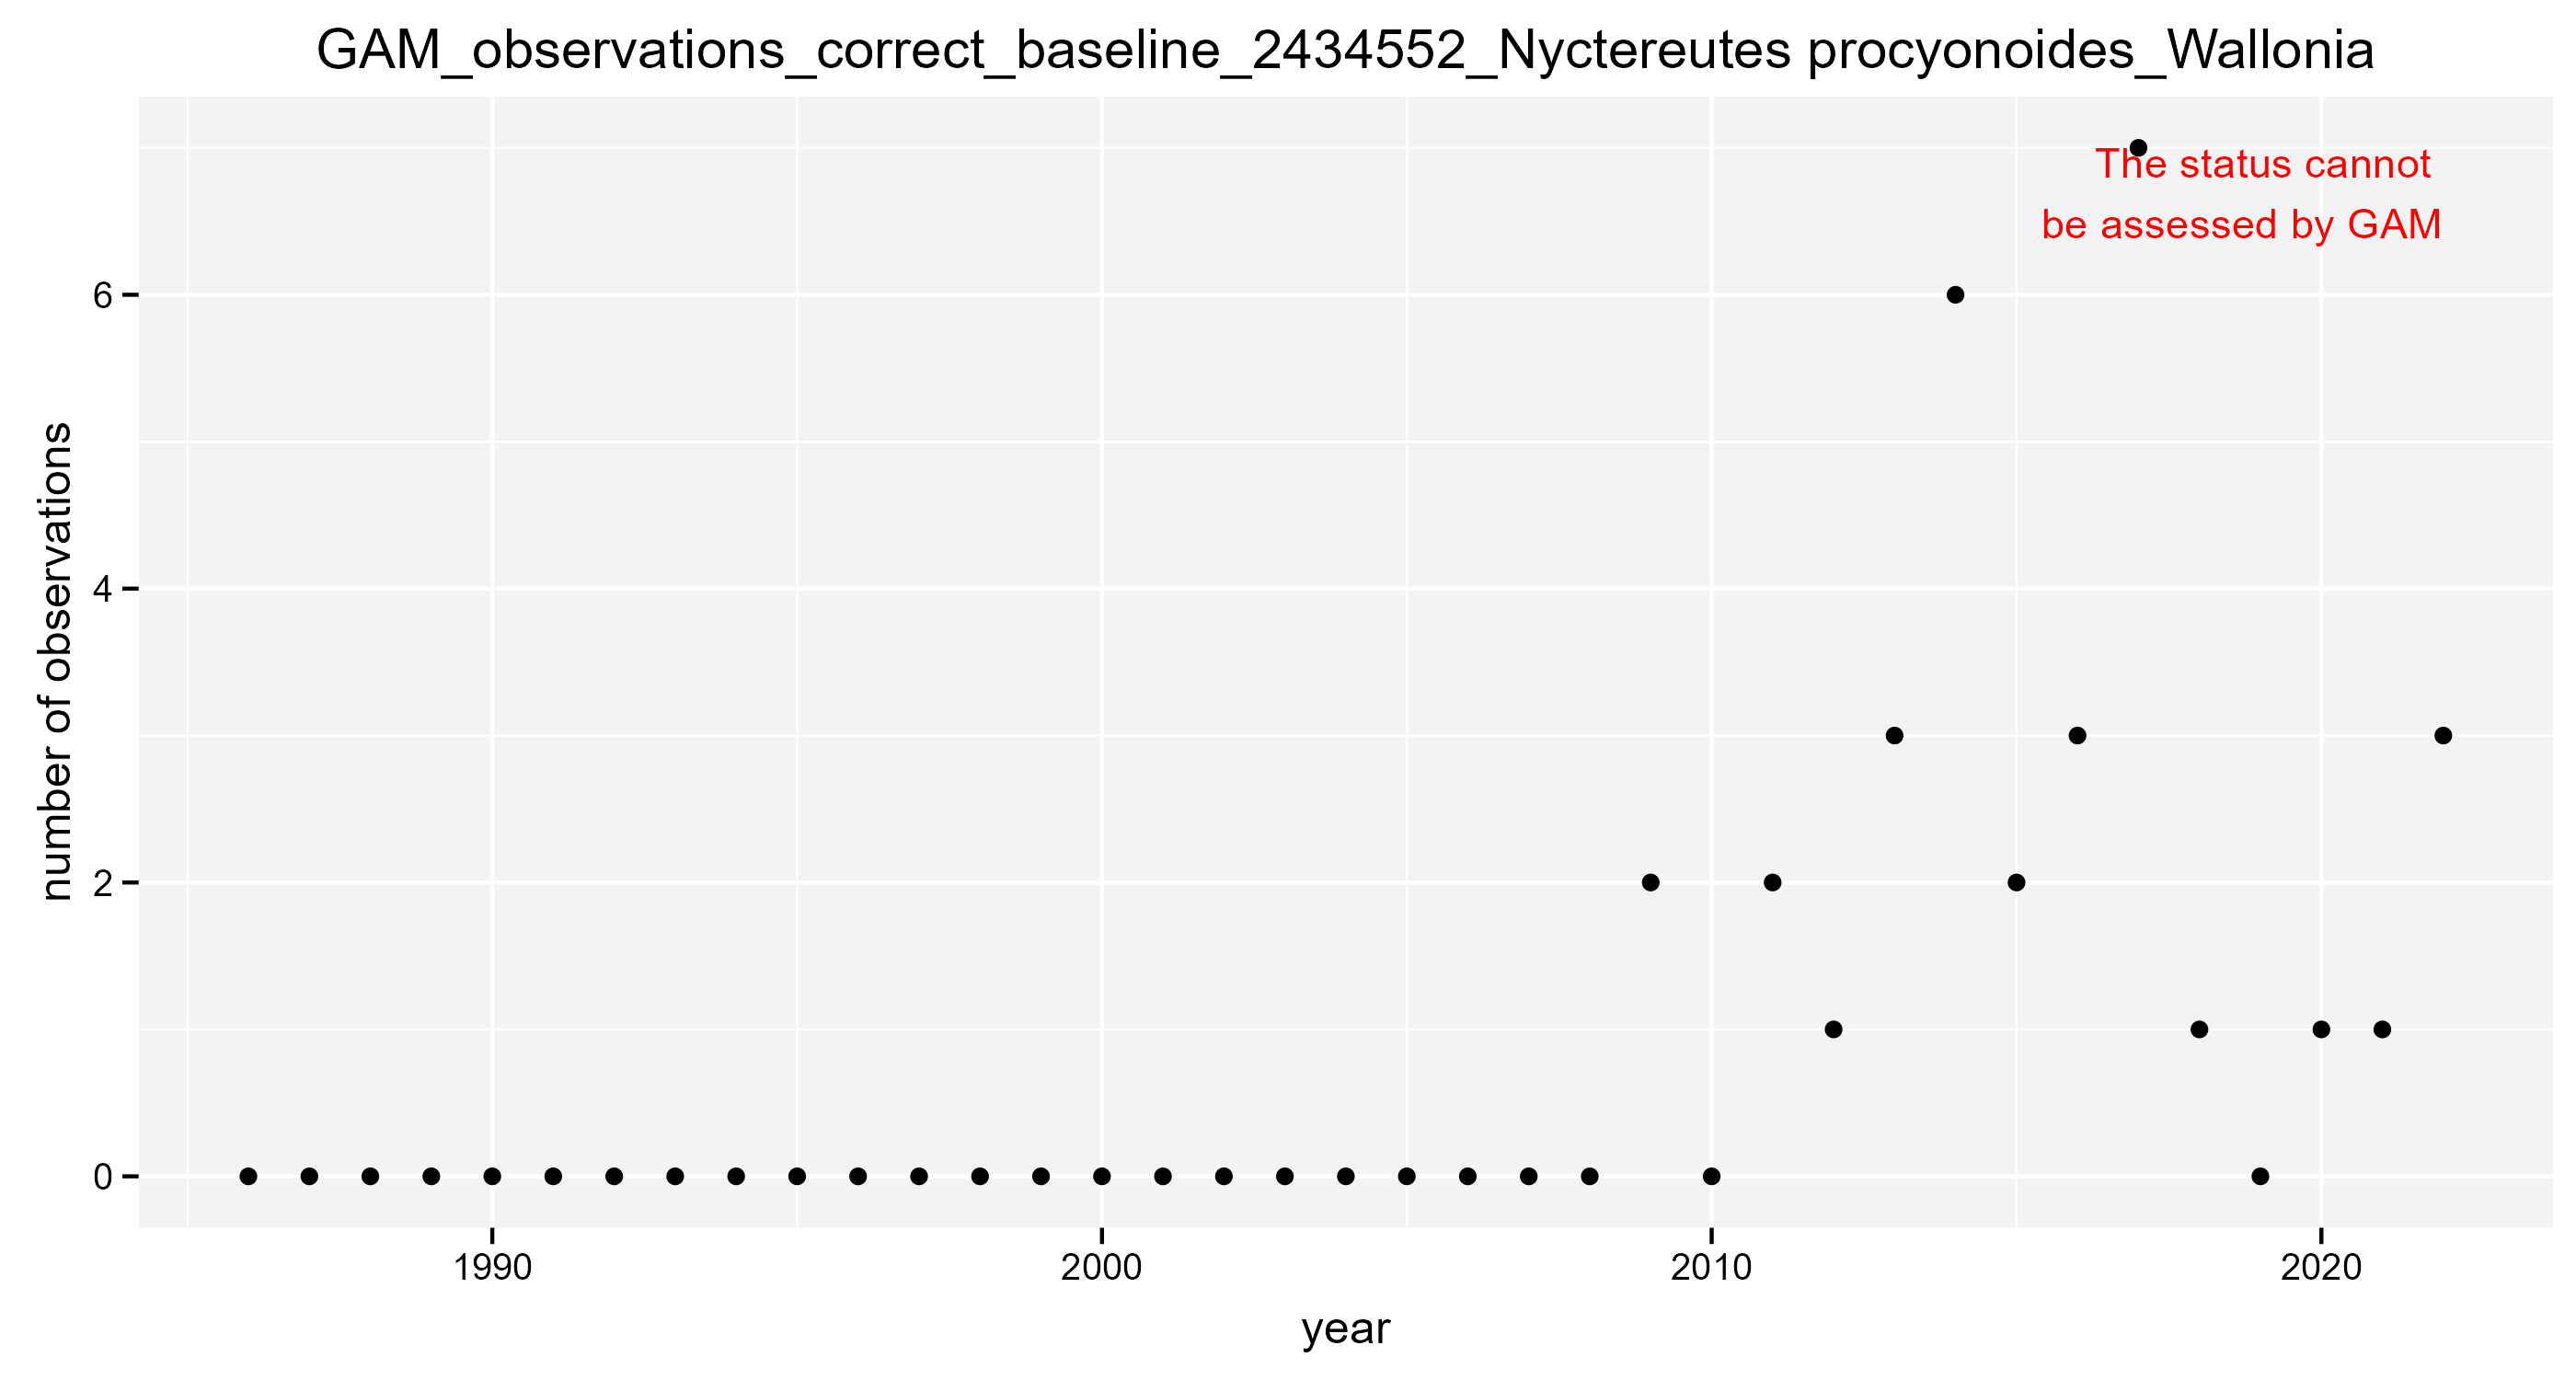 GAM_observations_correct_baseline_2434552_Nyctereutes procyonoides_Wallonia
The status cannot
be assessed by GAM
number of observations
6
4
2
0
1990
2000
2010
2020
year